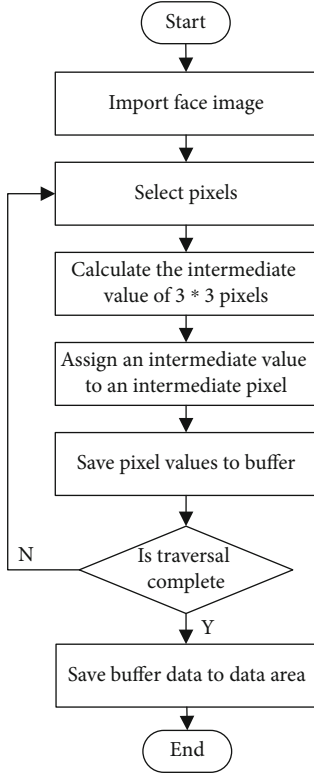 Start
Import face image
Select pixels
Calculate the intermediate
value of 3 * 3 pixels
Assign an intermediate value
to an intermediate pixel
Save pixel values to buffer
N
Is traversal
complete
Y
Save buffer data to data area
End